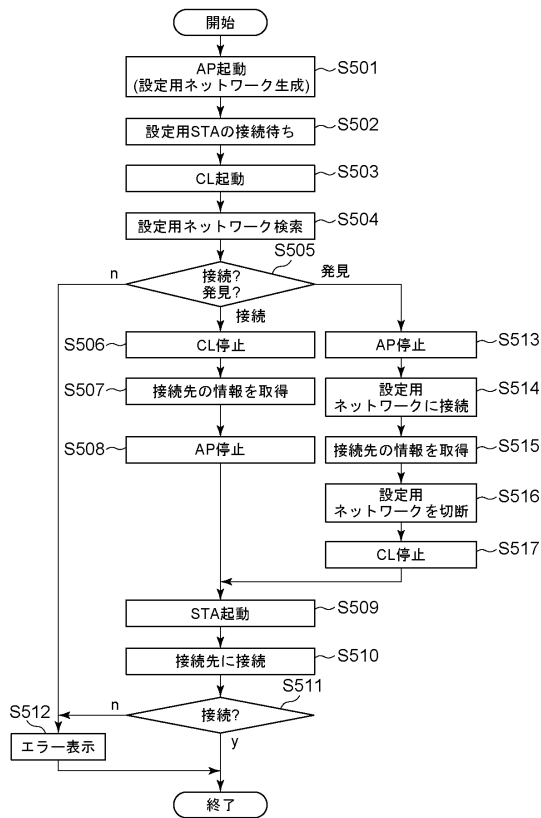 開始
AP起動
(設定用ネットワーク生成)
S501
設定用STAの接続待ち
S502
CL起動
S503
設定用ネットワーク検索
S504
S505
接続?
発見?
n
発見
接続
S506
CL停止
S507
接続先の情報を取得
S508
AP停止
AP停止
S513
設定用
ネットワークに接続
S514
接続先の情報を取得
S515
設定用
ネットワークを切断
S516
CL停止
S517
STA起動
S509
接続先に接続
S510
S511
接続?
n
y
S512
エラー表示
終了